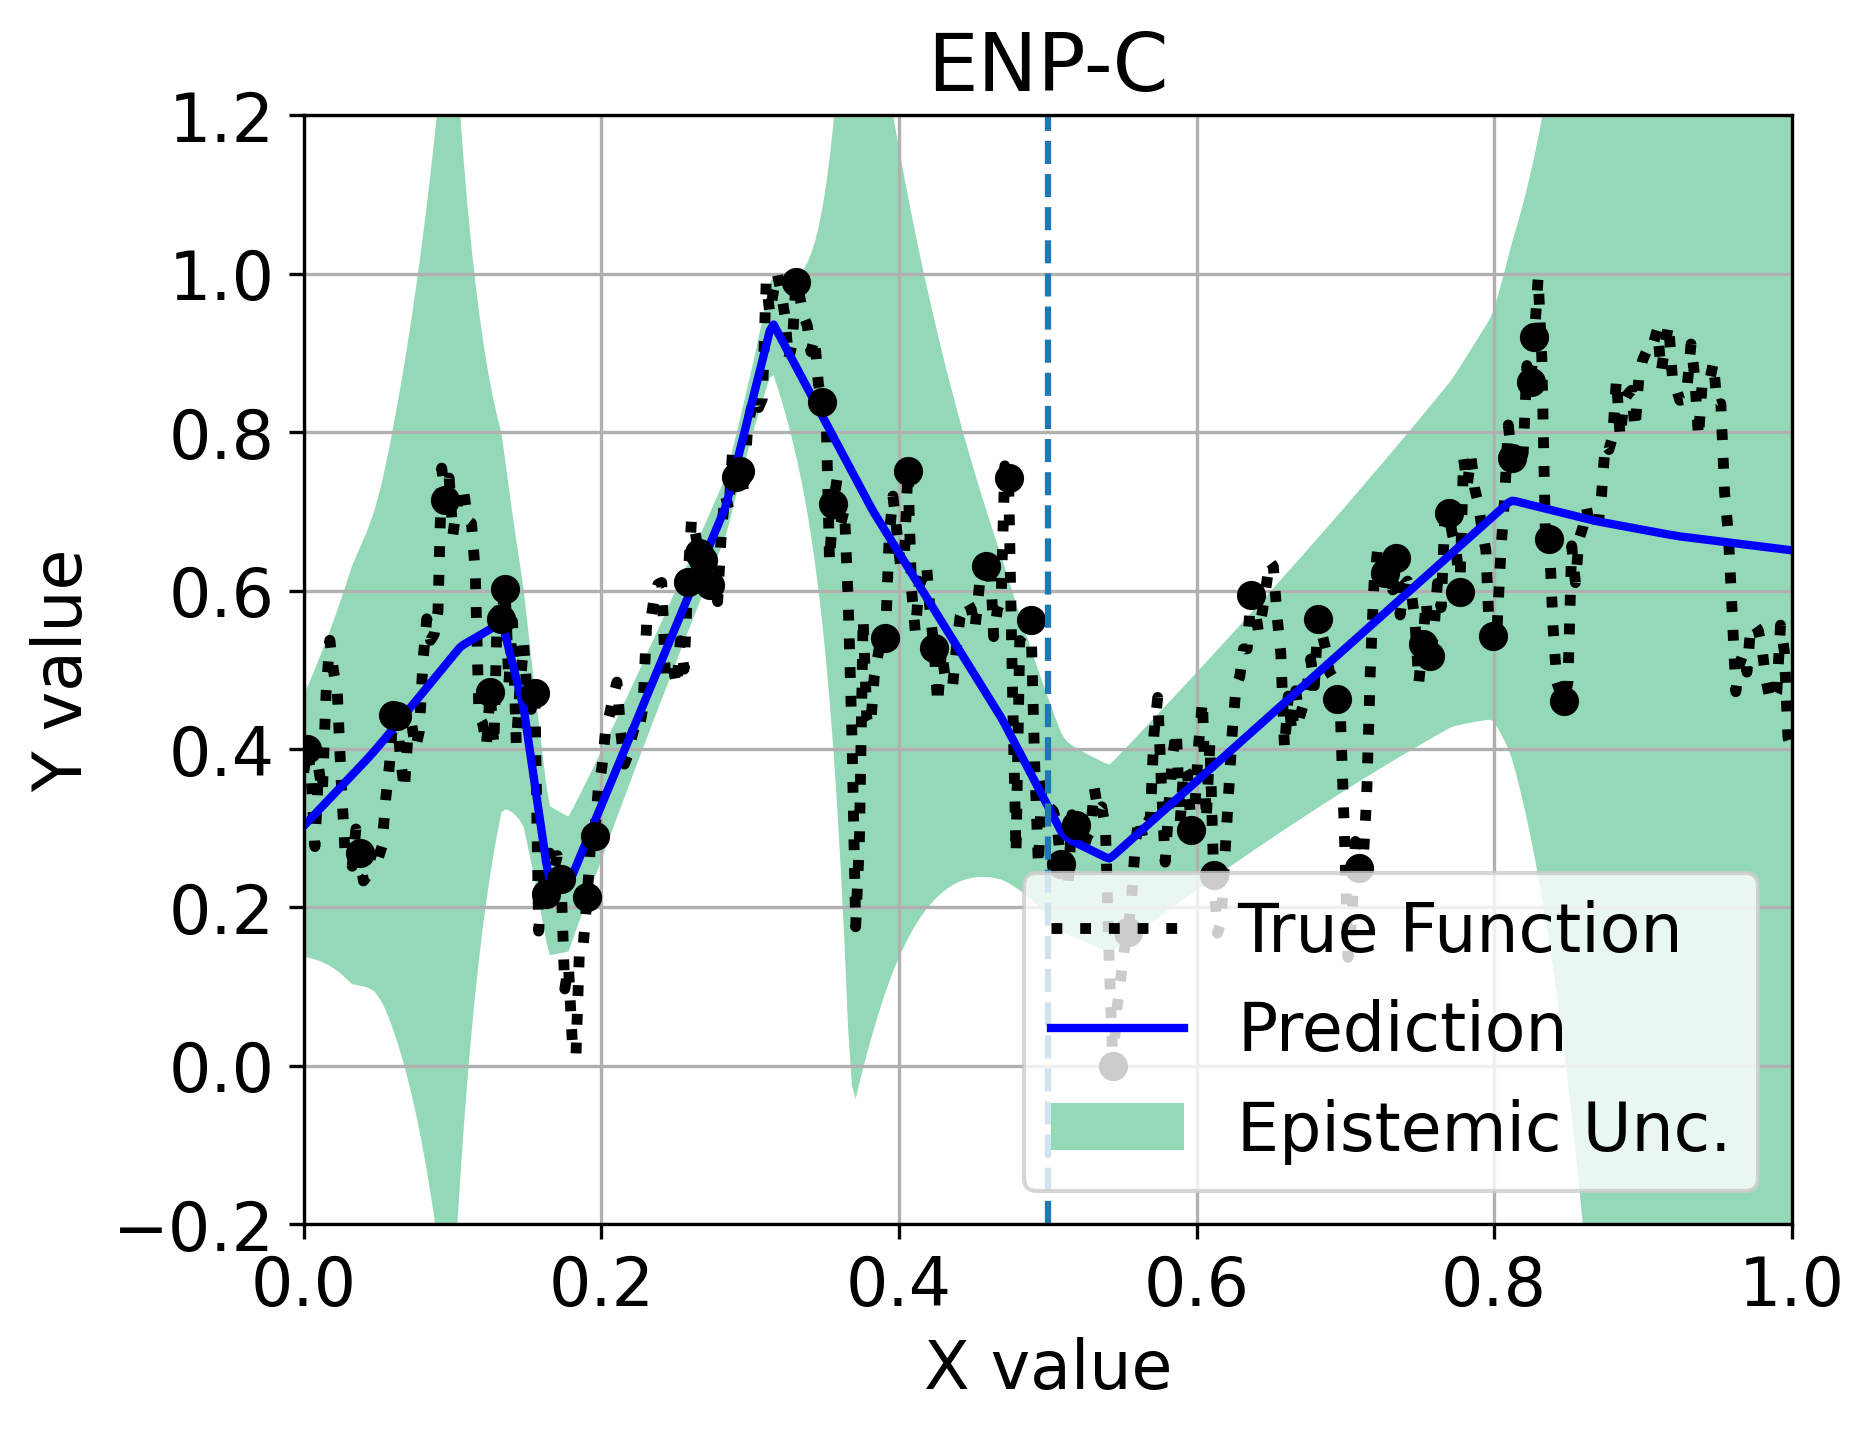 ENP-C
Y value
1.2
1.0
0.8
0.6
0.4
0.2
0.0
−0.2
True Function
Prediction
Epistemic Unc.
0.0 0.2 0.4 0.6 0.8 1.0
X value